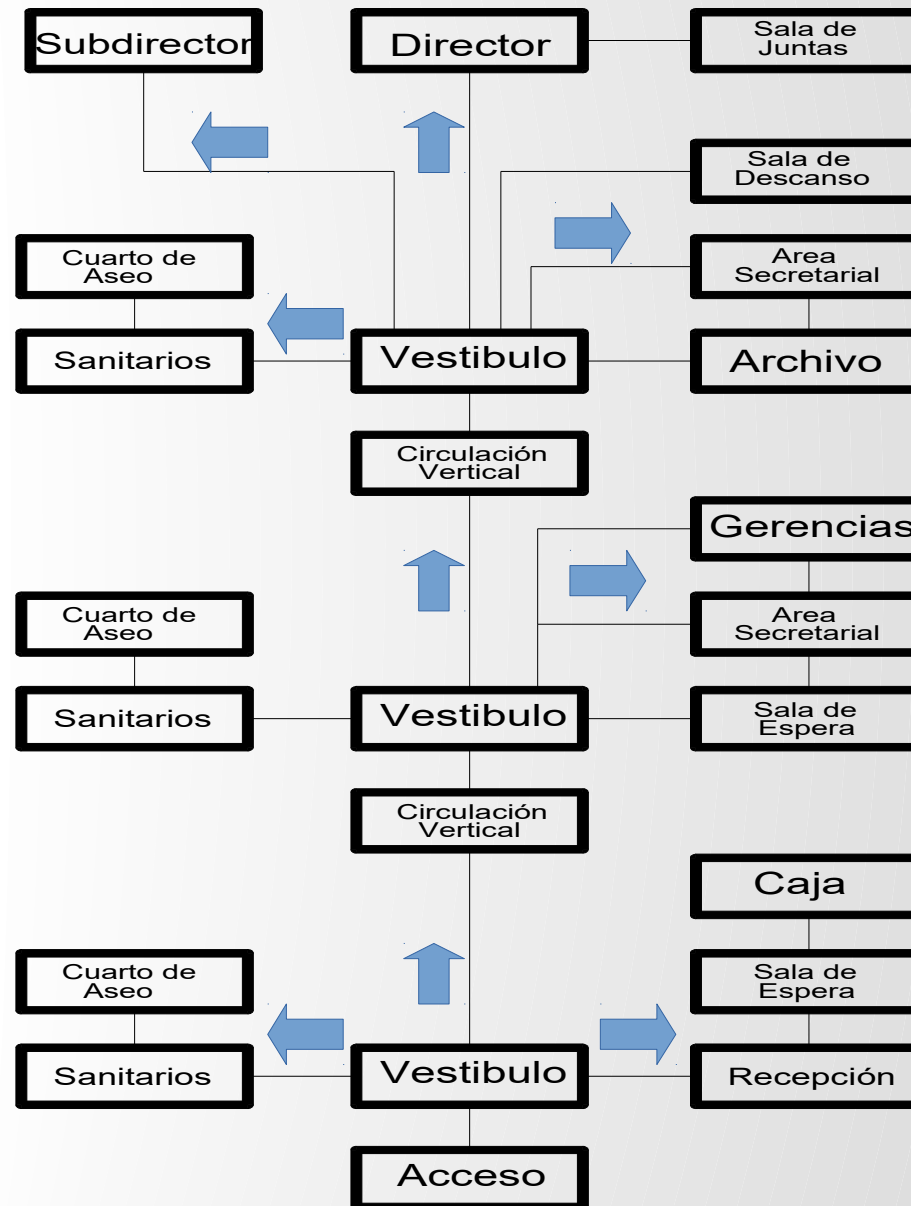 Subdirector
Director
Sala de
Juntas
Sala de
Descanso
Cuarto de
Aseo
Area
Secretarial
Sanitarios
Vestibulo
Archivo
Circulación
Vertical
Gerencias
Cuarto de
Aseo
Area
Secretarial
Sanitarios
Vestibulo
Sala de
Espera
Circulación
Vertical
Caja
Cuarto de
Aseo
Sala de
Espera
Sanitarios
Vestibulo
Recepción
Acceso